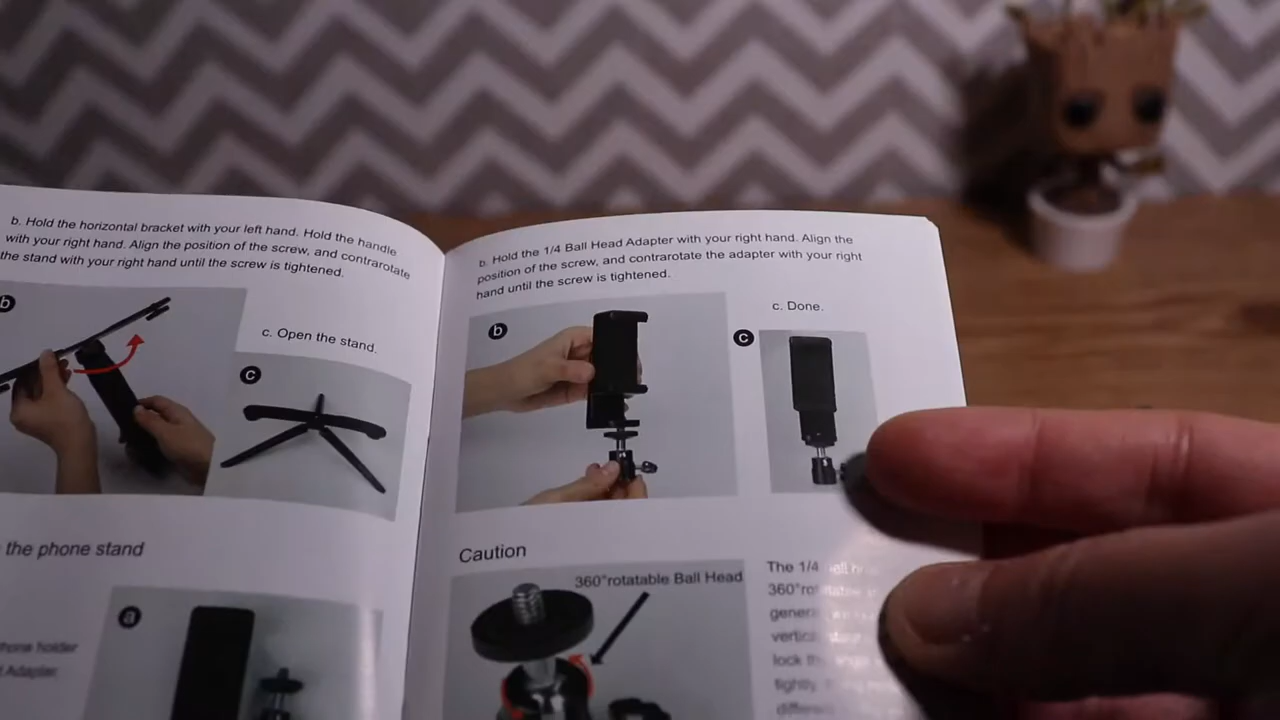 b. Hold the horizontal bracket with your left hand. Hold the handle
with your right hand. Align the position of the screw, and contrarotate
the stand with your right hand until the screw is tightened.
b
c. Open the stand.
c
the phone stand
a
holder
Adapter.
b. Hold the 1/4 Ball Head Adapter with your right hand. Align the
position of the screw, and contrarotate the adapter with your right
hand until the screw is tightened.
b
c. Done.
c
Caution
360°rotatable Ball Head
The 1/4
360°
lock
tightly.